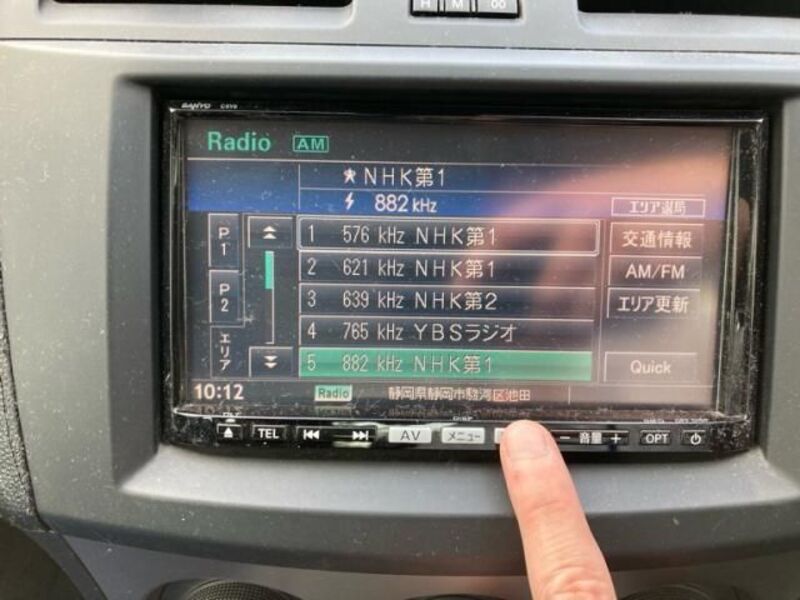 H M :00
SANYO
Radio AM
NHK第1
882 kHz
エリア選局
P1
P2
エリア
1 576 kHz NHK第1
2 621 kHz NHK第1
3 639 kHz NHK第2
4 765 kHz YBSラジオ
5 882 kHz NHK第1
交通情報
AM/FM
エリア更新
Quick
10:12 Radio 静岡県静岡市駿河区池田
TEL AV メニュー − 音量 + OPT